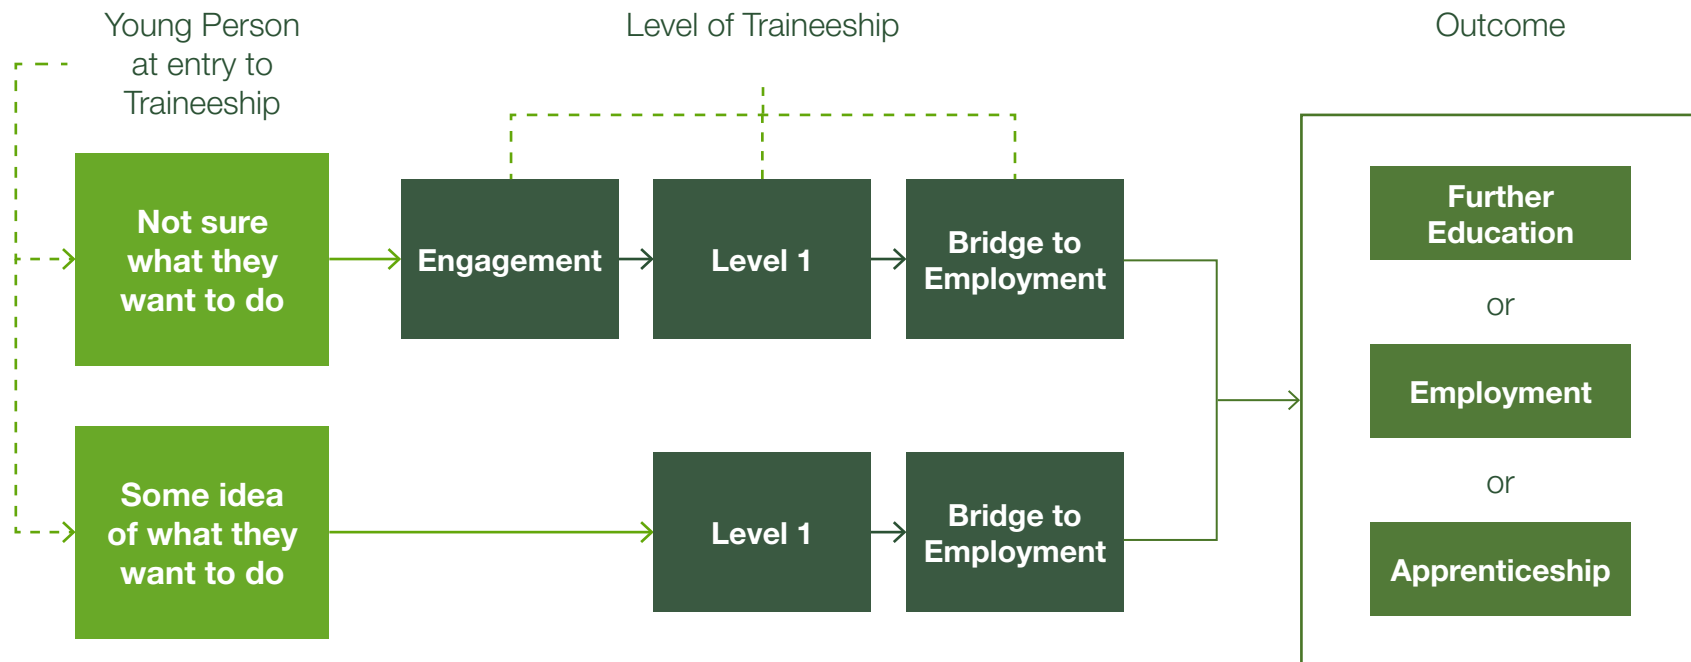 Young Person
at entry to
Traineeship
Level of Traineeship
Outcome
Not sure
what they
want to do
Engagement
Level 1
Bridge to
Employment
Further
Education
or
Employment
or
Apprenticeship
Some idea
of what they
want to do
Level 1
Bridge to
Employment